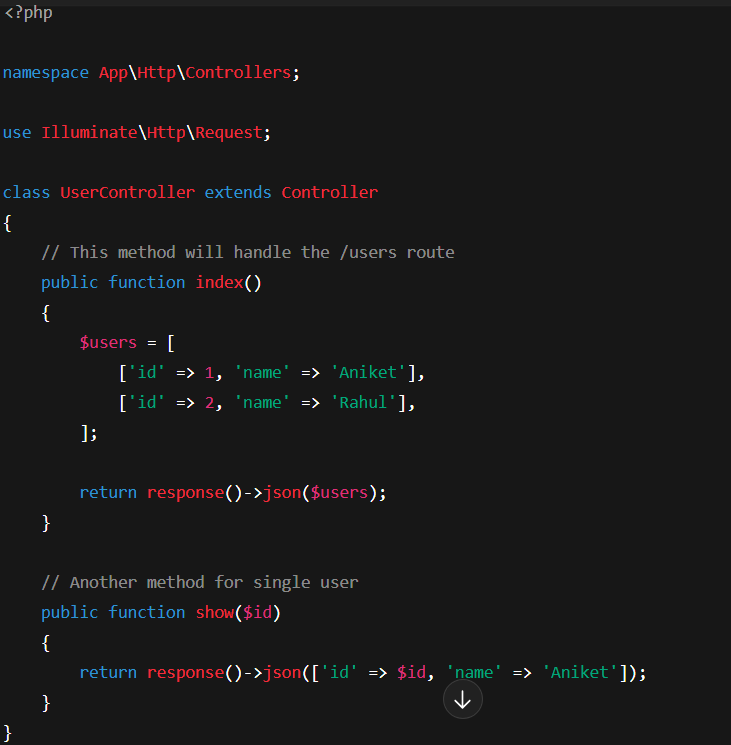 <?php
namespace App\Http\Controllers;
use Illuminate\Http\Request;
class UserController extends Controller
{
    // This method will handle the /users route
    public function index()
    {
        $users = [
            ['id' => 1, 'name' => 'Aniket'],
            ['id' => 2, 'name' => 'Rahul'],
        ];
        return response()->json($users);
    }
    // Another method for single user
    public function show($id)
    {
        return response()->json(['id' => $id, 'name' => 'Aniket']);
    }
}